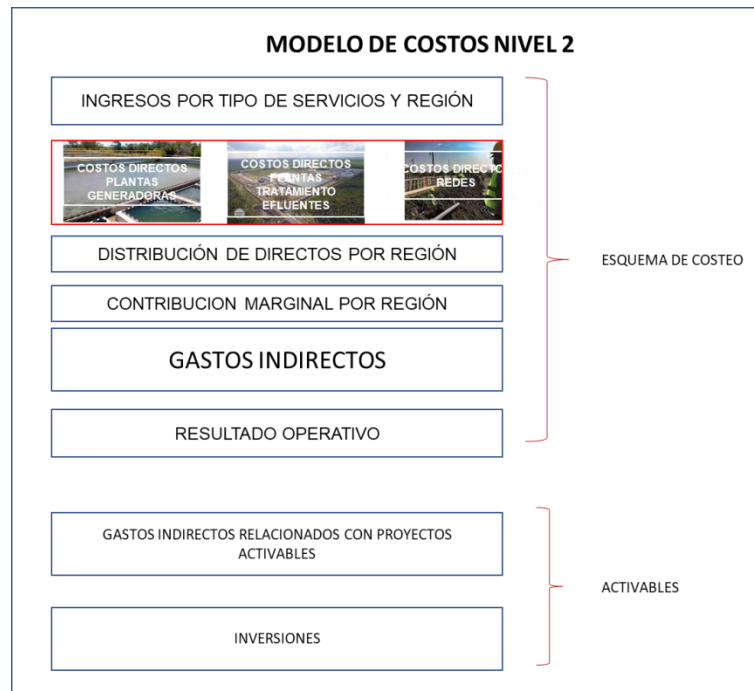 MODELO DE COSTOS NIVEL 2
INGRESOS POR TIPO DE SERVICIOS Y REGIÓN
COSTOS DIRECTOS
PLANTAS
GENERADORAS
COSTOS DIRECTOS
PLANTAS
TRATAMIENTO
EFLUENTES
COSTOS DIRECTO
REDES
DISTRIBUCIÓN DE DIRECTOS POR REGIÓN
ESQUEMA DE COSTEO
CONTRIBUCION MARGINAL POR REGIÓN
GASTOS INDIRECTOS
RESULTADO OPERATIVO
GASTOS INDIRECTOS RELACIONADOS CON PROYECTOS
ACTIVABLES
ACTIVABLES
INVERSIONES